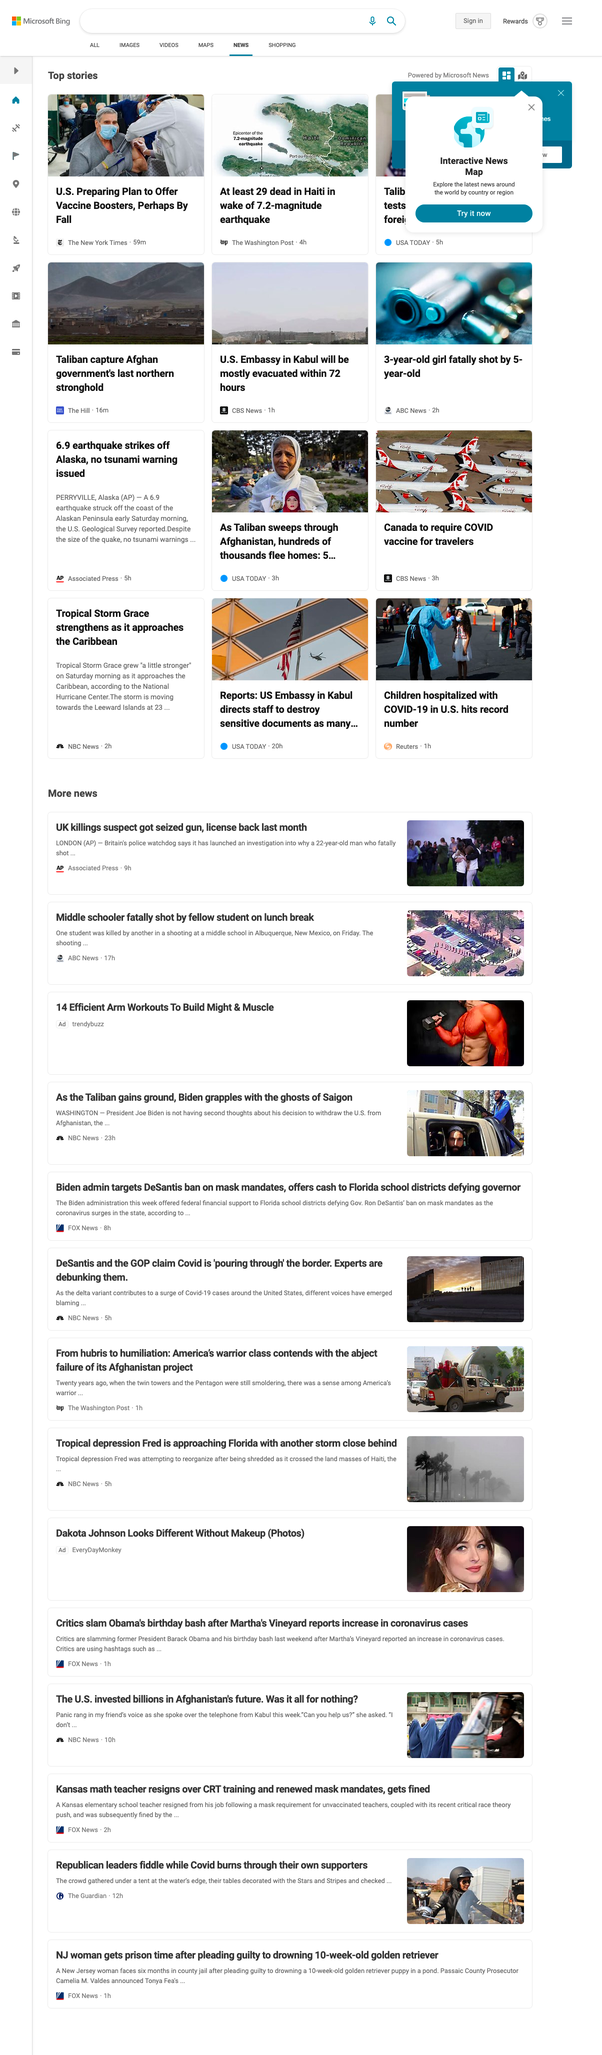 Microsoft Bing
Sign in
Rewards
ALL
IMAGES
VIDEOS
MAPS
NEWS
SHOPPING
Top stories
Powered by Microsoft News
Interactive News
Map
Explore the latest news around
the world by country or region
Try it now
Epicenter of the
7.2-magnitude
earthquake
Haiti
U.S. Preparing Plan to Offer
Vaccine Boosters, Perhaps By
Fall
The New York Times · 59m
At least 29 dead in Haiti in
wake of 7.2-magnitude
earthquake
The Washington Post · 4h
Talib
tests
forei
USA TODAY · 5h
Taliban capture Afghan
government's last northern
stronghold
The Hill · 16m
U.S. Embassy in Kabul will be
mostly evacuated within 72
hours
CBS News · 1h
3-year-old girl fatally shot by 5-
year-old
ABC News · 2h
6.9 earthquake strikes off
Alaska, no tsunami warning
issued
PERRYVILLE, Alaska (AP) — A 6.9
earthquake struck off the coast of the
Alaskan Peninsula early Saturday morning,
the U.S. Geological Survey reported.Despite
the size of the quake, no tsunami warnings ...
AP Associated Press · 5h
As Taliban sweeps through
Afghanistan, hundreds of
thousands flee homes: 5...
USA TODAY · 3h
Canada to require COVID
vaccine for travelers
CBS News · 3h
Tropical Storm Grace
strengthens as it approaches
the Caribbean
Tropical Storm Grace grew "a little stronger"
on Saturday morning as it approaches the
Caribbean, according to the National
Hurricane Center.The storm is moving
towards the Leeward Islands at 23 ...
NBC News · 2h
Reports: US Embassy in Kabul
directs staff to destroy
sensitive documents as many...
USA TODAY · 20h
Children hospitalized with
COVID-19 in U.S. hits record
number
Reuters · 1h
More news
UK killings suspect got seized gun, license back last month
LONDON (AP) — Britain's police watchdog says it has launched an investigation into why a 22-year-old man who fatally
shot ...
AP Associated Press · 9h
Middle schooler fatally shot by fellow student on lunch break
One student was killed by another in a shooting at a middle school in Albuquerque, New Mexico, on Friday. The
shooting ...
ABC News · 17h
14 Efficient Arm Workouts To Build Might & Muscle
Ad trendybuzz
As the Taliban gains ground, Biden grapples with the ghosts of Saigon
WASHINGTON — President Joe Biden is not having second thoughts about his decision to withdraw the U.S. from
Afghanistan, the ...
NBC News · 23h
Biden admin targets DeSantis ban on mask mandates, offers cash to Florida school districts defying governor
The Biden administration this week offered federal financial support to Florida school districts defying Gov. Ron DeSantis' ban on mask mandates as the
coronavirus surges in the state, according to ...
FOX News · 8h
DeSantis and the GOP claim Covid is 'pouring through' the border. Experts are
debunking them.
As the delta variant contributes to a surge of Covid-19 cases around the United States, different voices have emerged
blaming ...
NBC News · 5h
From hubris to humiliation: America's warrior class contends with the abject
failure of its Afghanistan project
Twenty years ago, when the twin towers and the Pentagon were still smoldering, there was a sense among America's
warrior ...
The Washington Post · 1h
Tropical depression Fred is approaching Florida with another storm close behind
Tropical depression Fred was attempting to reorganize after being shredded as it crossed the land masses of Haiti, the
...
NBC News · 5h
Dakota Johnson Looks Different Without Makeup (Photos)
Ad EveryDayMonkey
Critics slam Obama's birthday bash after Martha's Vineyard reports increase in coronavirus cases
Critics are slamming former President Barack Obama and his birthday bash last weekend after Martha's Vineyard reported an increase in coronavirus cases.
Critics are using hashtags such as ...
FOX News · 1h
The U.S. invested billions in Afghanistan's future. Was it all for nothing?
Panic rang in my friend's voice as she spoke over the telephone from Kabul this week."Can you help us?" she asked. "I
don't ...
NBC News · 10h
Kansas math teacher resigns over CRT training and renewed mask mandates, gets fined
A Kansas elementary school teacher resigned from his job following a mask requirement for unvaccinated teachers, coupled with its recent critical race theory
push, and was subsequently fined by the ...
FOX News · 2h
Republican leaders fiddle while Covid burns through their own supporters
The crowd gathered under a tent at the water's edge, their tables decorated with the Stars and Stripes and checked ...
The Guardian · 12h
NJ woman gets prison time after pleading guilty to drowning 10-week-old golden retriever
A New Jersey woman faces six months in county jail after pleading guilty to drowning a 10-week-old golden retriever puppy in a pond. Passaic County Prosecutor
Camelia M. Valdes announced Tonya Fea's ...
FOX News · 1h